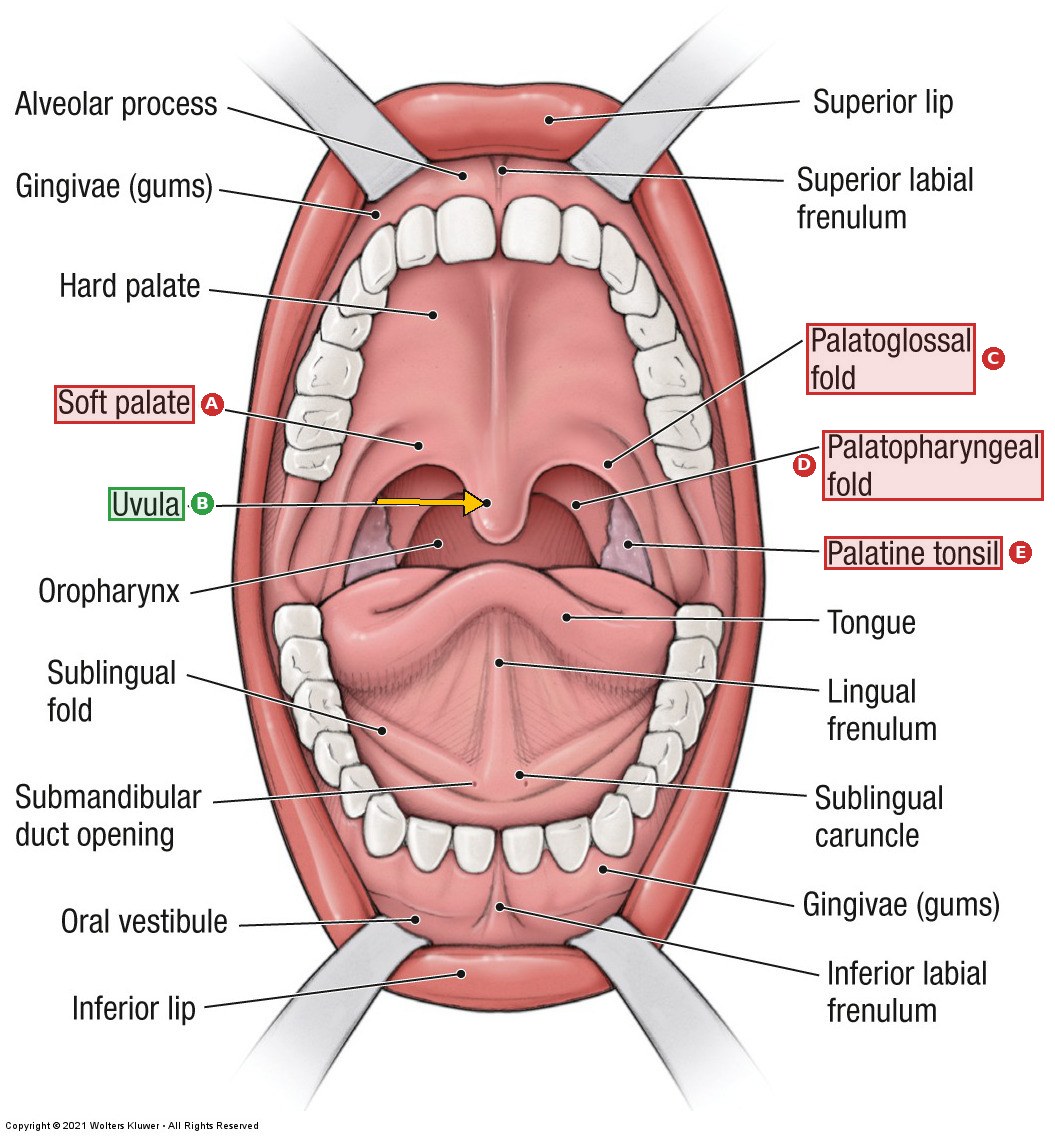 Alveolar process
Gingivae (gums)
Hard palate
Soft palate A
Uvula B
Oropharynx
Sublingual
fold
Submandibular
duct opening
Oral vestibule
Inferior lip
Superior lip
Superior labial
frenulum
Palatoglossal
fold
C
Palatopharyngeal
fold
D
Palatine tonsil E
Tongue
Lingual
frenulum
Sublingual
caruncle
Gingivae (gums)
Inferior labial
frenulum
Copyright © 2021 Wolters Kluwer • All Rights Reserved